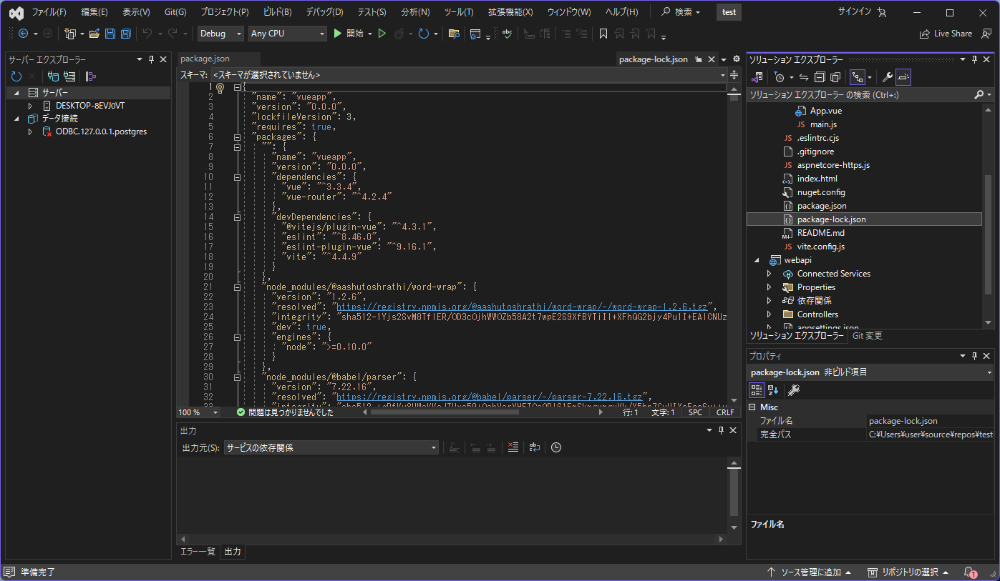 ファイル(F) 編集(E) 表示(V) Git(G) プロジェクト(P) ビルド(B) デバッグ(D) テスト(S) 分析(N) ツール(T) 拡張機能(X) ウィンドウ(W) ヘルプ(H) 検索 test サインイン
Debug Any CPU 開始 Live Share
サーバー エクスプローラー
サーバー
DESKTOP-8EVJ0VT
データ接続
ODBC.127.0.0.1.postgres
package.json package-lock.json
スキーマ: <スキーマが選択されていません>
1 {
2 "name": "vueapp",
3 "version": "0.0.0",
4 "lockfileVersion": 3,
5 "requires": true,
6 "packages": {
7 "": {
8 "name": "vueapp",
9 "version": "0.0.0",
10 "dependencies": {
11 "vue": "^3.3.4",
12 "vue-router": "^4.2.4"
13 },
14 "devDependencies": {
15 "@vitejs/plugin-vue": "^4.3.1",
16 "eslint": "^8.46.0",
17 "eslint-plugin-vue": "^9.16.1",
18 "vite": "^4.4.9"
19 }
20 },
21 "node_modules/@aashutoshrathi/word-wrap": {
22 "version": "1.2.6",
23 "resolved": "https://registry.npmjs.org/@aashutoshrathi/word-wrap/-/word-wrap-1.2.6.tgz",
24 "integrity": "sha512-1Yjs2SvM8TflER/OD3cOjhWWOZb58A2t7wpE2S9XfBYTiIl+XFhQG2bjy4Pu1I+EAlCNUz
25 "dev": true,
26 "engines": {
27 "node": ">=0.10.0"
28 }
29 },
30 "node_modules/@babel/parser": {
31 "version": "7.22.16",
32 "resolved": "https://registry.npmjs.org/@babel/parser/-/parser-7.22.16.tgz",
100 % 問題は見つかりませんでした 行: 1 文字: 1 SPC CRLF
出力
出力元(S): サービスの依存関係
エラー一覧 出力
ソリューション エクスプローラー
ソリューション エクスプローラー の検索 (Ctrl+:)
App.vue
main.js
.eslintrc.cjs
.gitignore
aspnetcore-https.js
index.html
nuget.config
package.json
package-lock.json
README.md
vite.config.js
webapi
Connected Services
Properties
依存関係
Controllers
appsettings.json
ソリューション エクスプローラー Git 変更
プロパティ
package-lock.json 非ビルド項目
Misc
ファイル名 package-lock.json
完全パス C:¥Users¥user¥source¥repos¥test
ファイル名
準備完了 ソース管理に追加 リポジトリの選択 1